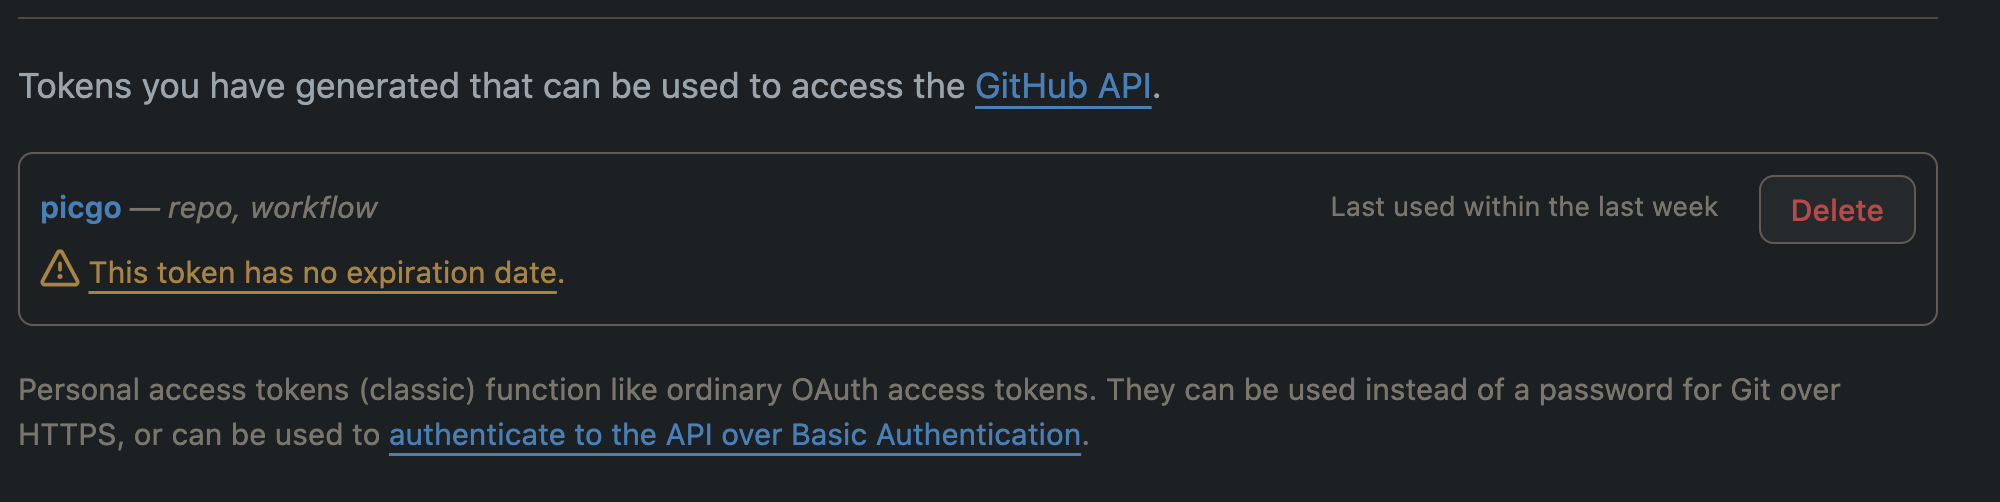 Tokens you have generated that can be used to access the GitHub API.
picgo — repo, workflow
Last used within the last week
Delete
This token has no expiration date.
Personal access tokens (classic) function like ordinary OAuth access tokens. They can be used instead of a password for Git over
HTTPS, or can be used to authenticate to the API over Basic Authentication.